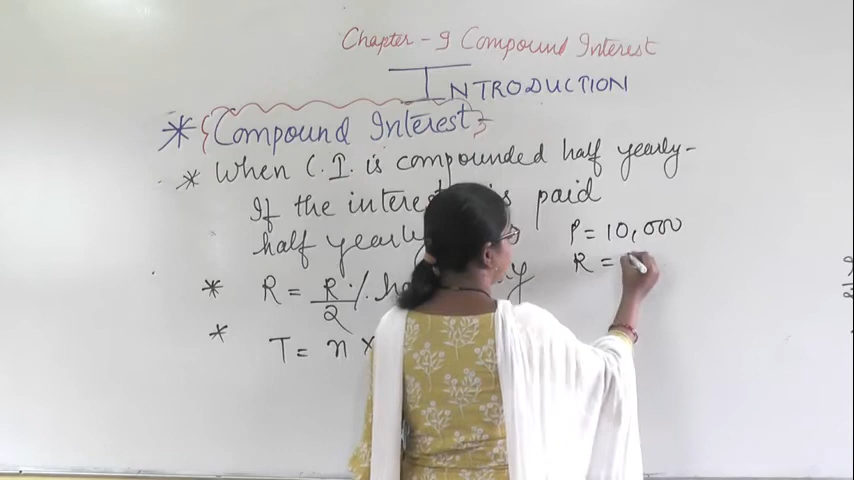 Chapter - 9 Compound Interest
INTRODUCTION
* Compound Interest -
* When C.I. is compounded half yearly -
If the interest is paid
half yearly
* R = R/2 %
* T = n ×
P = 10,000
R =